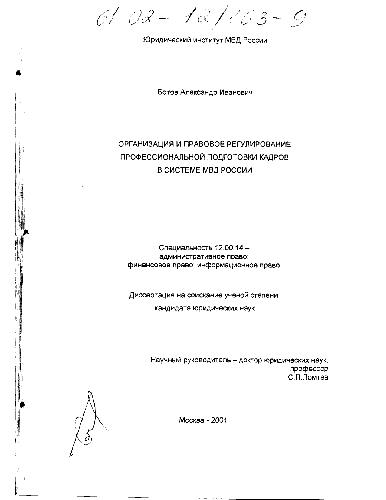 61 02-12/163-9
Юридический институт МВД России
Ботов Александр Иванович
ОРГАНИЗАЦИЯ И ПРАВОВОЕ РЕГУЛИРОВАНИЕ
ПРОФЕССИОНАЛЬНОЙ ПОДГОТОВКИ КАДРОВ
В СИСТЕМЕ МВД РОССИИ
Специальность 12.00.14 –
административное право
финансовое право информационное право
Диссертация на соискание ученой степени
кандидата юридических наук
Научный руководитель – доктор юридических наук,
профессор
С.П.Ломтев
Москва - 2001